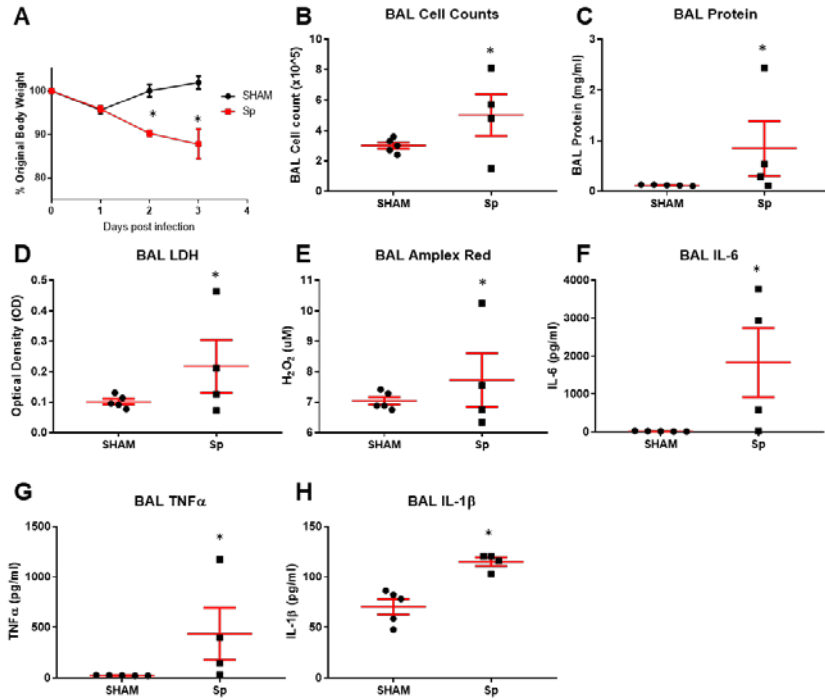 A
% Original Body Weight
100
90
80
0
1
2
3
4
Days post infection
SHAM
Sp
*
*
B
BAL Cell Counts
BAL Cell count (x10^5)
10
8
6
4
2
0
*
SHAM
Sp
C
BAL Protein
BAL Protein (mg/ml)
3
2
1
0
*
SHAM
Sp
D
BAL LDH
Optical Density (OD)
0.5
0.4
0.3
0.2
0.1
0.0
*
SHAM
Sp
E
BAL Amplex Red
H₂O₂ (uM)
11
10
9
8
7
6
*
SHAM
Sp
F
BAL IL-6
IL-6 (pg/ml)
4000
3000
2000
1000
0
*
SHAM
Sp
G
BAL TNFα
TNFα (pg/ml)
1500
1000
500
0
*
SHAM
Sp
H
BAL IL-1β
IL-1β (pg/ml)
150
100
50
0
*
SHAM
Sp